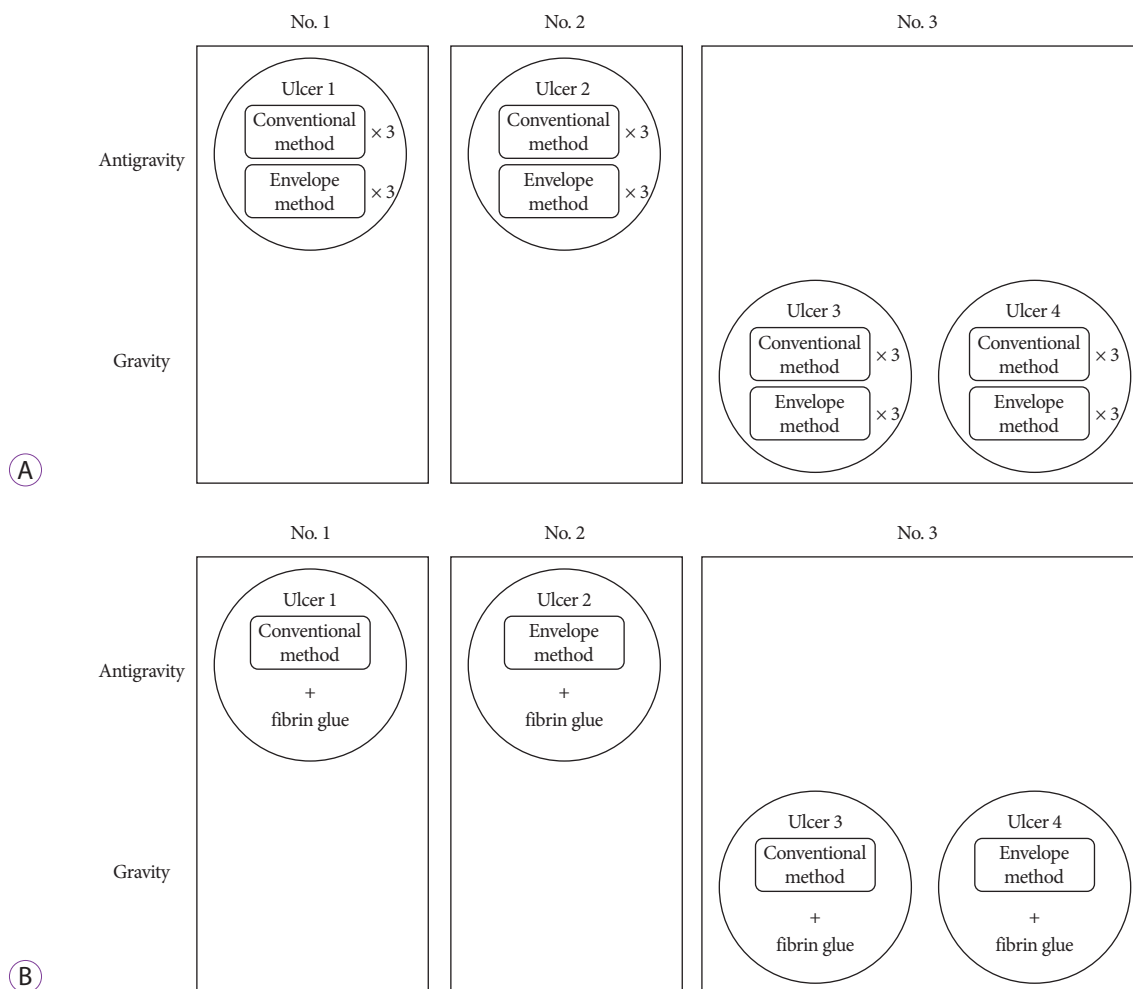 No. 1
No. 2
No. 3
Antigravity
Ulcer 1
Conventional
method
× 3
Envelope
method
× 3
Ulcer 2
Conventional
method
× 3
Envelope
method
× 3
Gravity
Ulcer 3
Conventional
method
× 3
Envelope
method
× 3
Ulcer 4
Conventional
method
× 3
Envelope
method
× 3
A
No. 1
No. 2
No. 3
Antigravity
Ulcer 1
Conventional
method
+
fibrin glue
Ulcer 2
Envelope
method
+
fibrin glue
Gravity
Ulcer 3
Conventional
method
+
fibrin glue
Ulcer 4
Envelope
method
+
fibrin glue
B